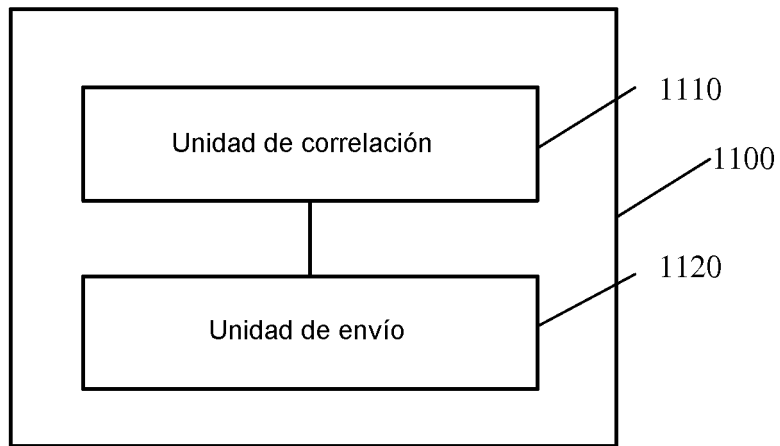 1110
Unidad de correlación
1100
1120
Unidad de envío